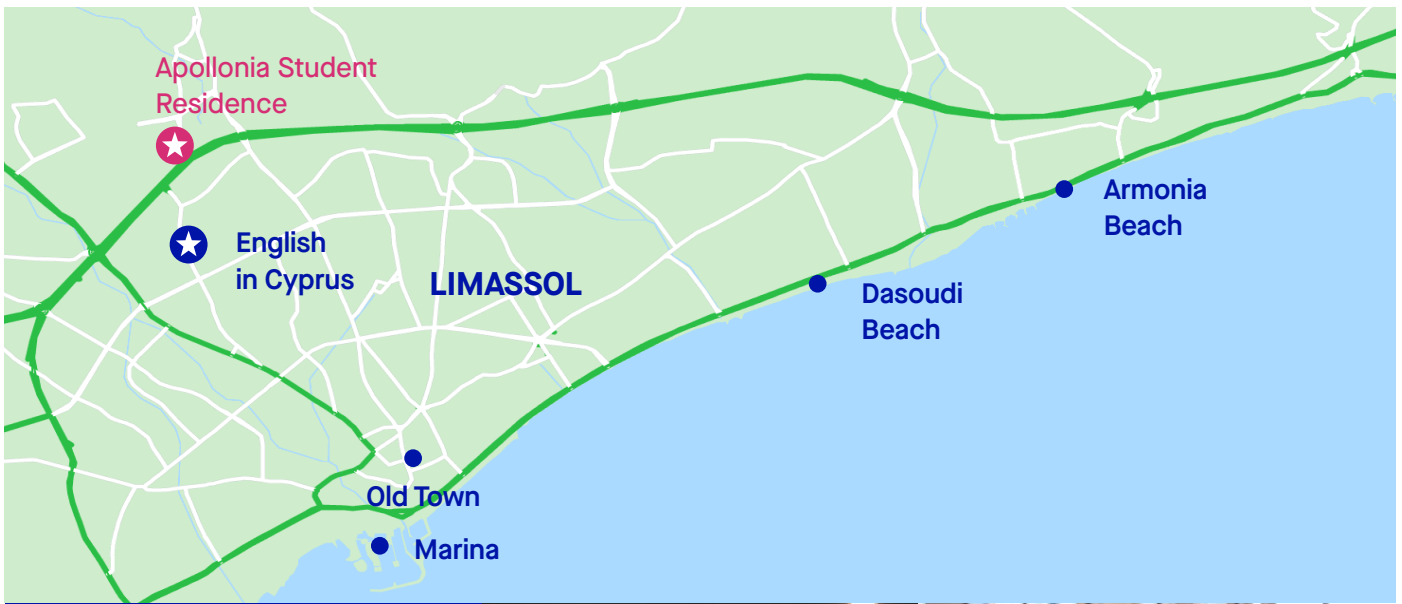 Apollonia Student
Residence
English
in Cyprus
LIMASSOL
Armonia
Beach
Dasoudi
Beach
Old Town
Marina